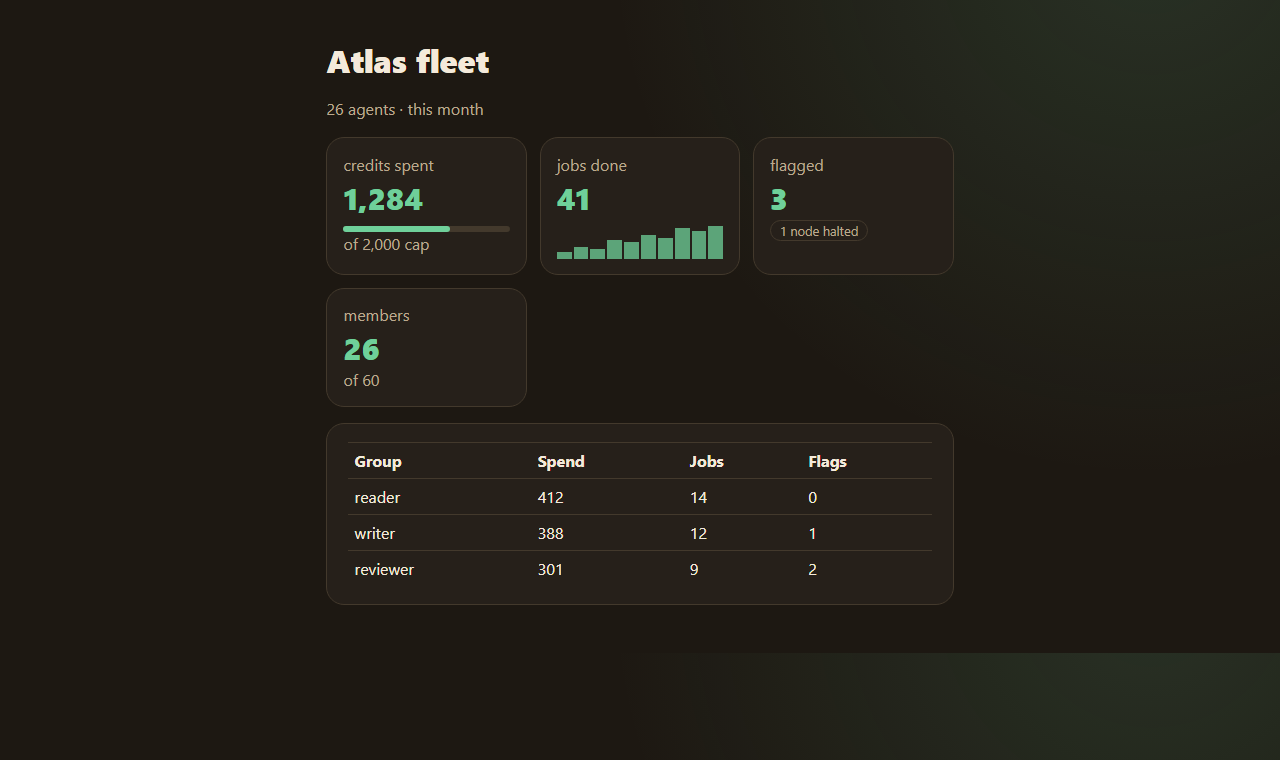 Atlas fleet
26 agents · this month
credits spent
1,284
of 2,000 cap
jobs done
41
flagged
3
1 node halted
members
26
of 60
Group Spend Jobs Flags
reader 412 14 0
writer 388 12 1
reviewer 301 9 2